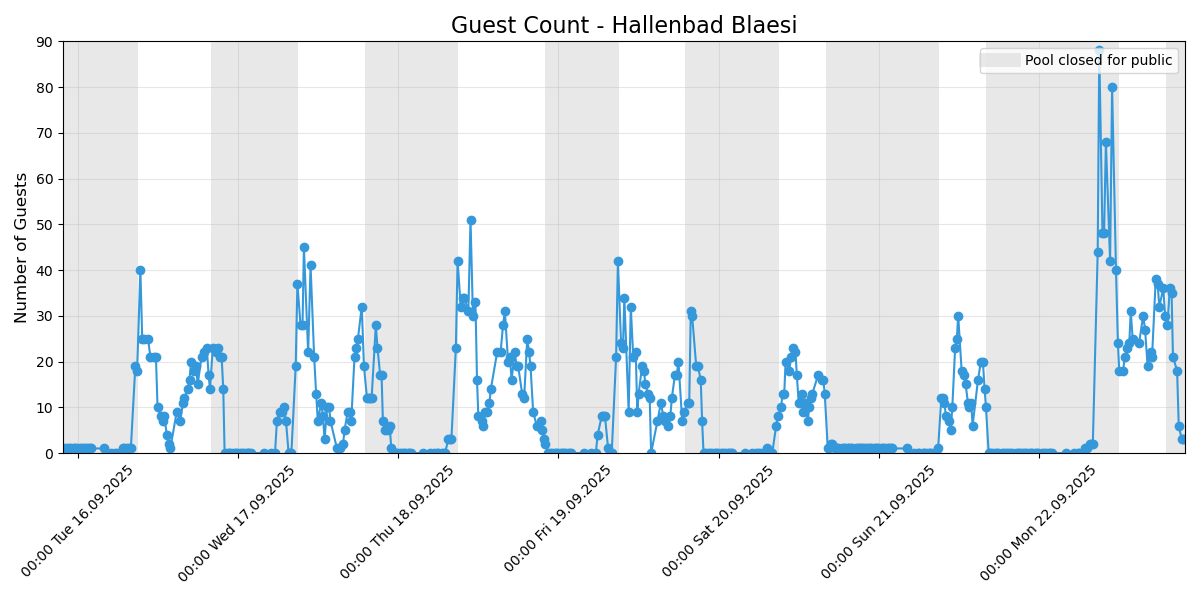 Guest Count - Hallenbad Blaesi
Number of Guests
90
80
70
60
50
40
30
20
10
0
Pool closed for public
00:00 Tue 16.09.2025
00:00 Wed 17.09.2025
00:00 Thu 18.09.2025
00:00 Fri 19.09.2025
00:00 Sat 20.09.2025
00:00 Sun 21.09.2025
00:00 Mon 22.09.2025